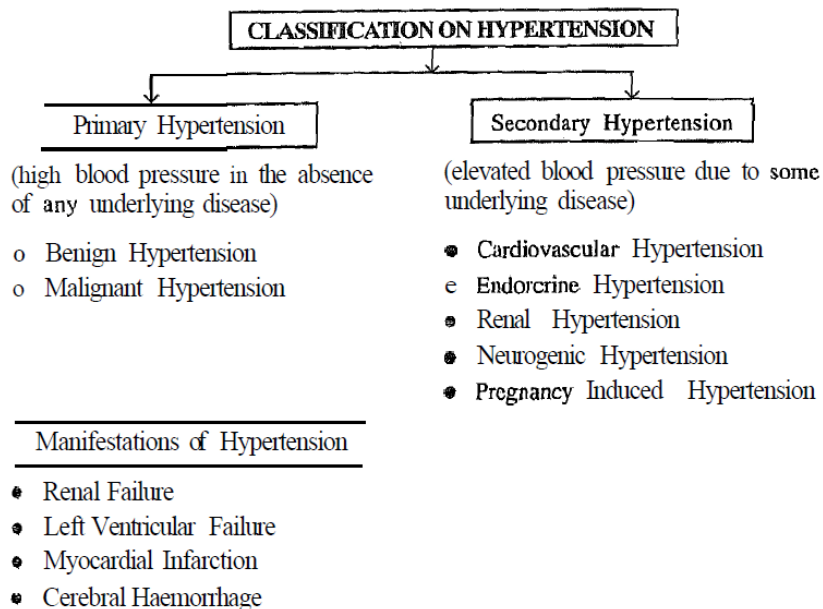 CLASSIFICATION ON HYPERTENSION
Primary Hypertension
(high blood pressure in the absence
of any underlying disease)
o Benign Hypertension
o Malignant Hypertension
Secondary Hypertension
(elevated blood pressure due to some
underlying disease)
● Cardiovascular Hypertension
e Endorcrine Hypertension
● Renal Hypertension
● Neurogenic Hypertension
● Pregnancy Induced Hypertension
Manifestations of Hypertension
● Renal Failure
● Left Ventricular Failure
● Myocardial Infarction
● Cerebral Haemorrhage